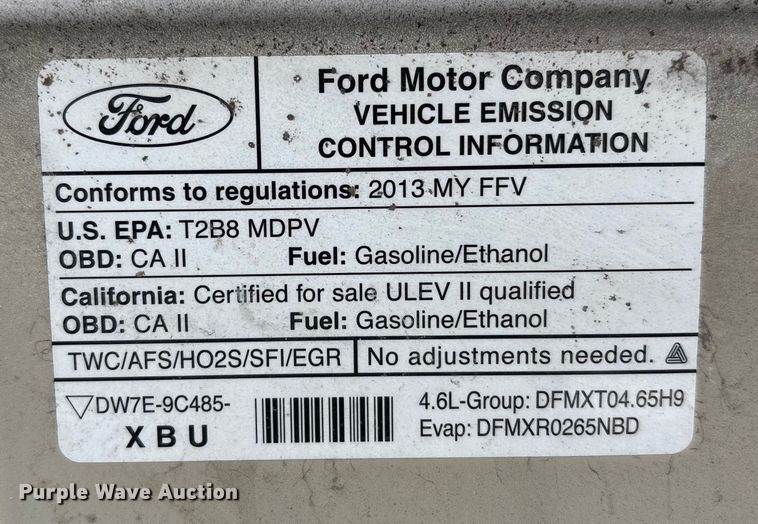 Ford
Ford Motor Company
VEHICLE EMISSION
CONTROL INFORMATION
Conforms to regulations: 2013 MY FFV
U.S. EPA: T2B8 MDPV
OBD: CA II Fuel: Gasoline/Ethanol
California: Certified for sale ULEV II qualified
OBD: CA II Fuel: Gasoline/Ethanol
TWC/AFS/HO2S/SFI/EGR No adjustments needed.
DW7E-9C485-
X B U
4.6L-Group: DFMXT04.65H9
Evap: DFMXR0265NBD
Purple Wave Auction